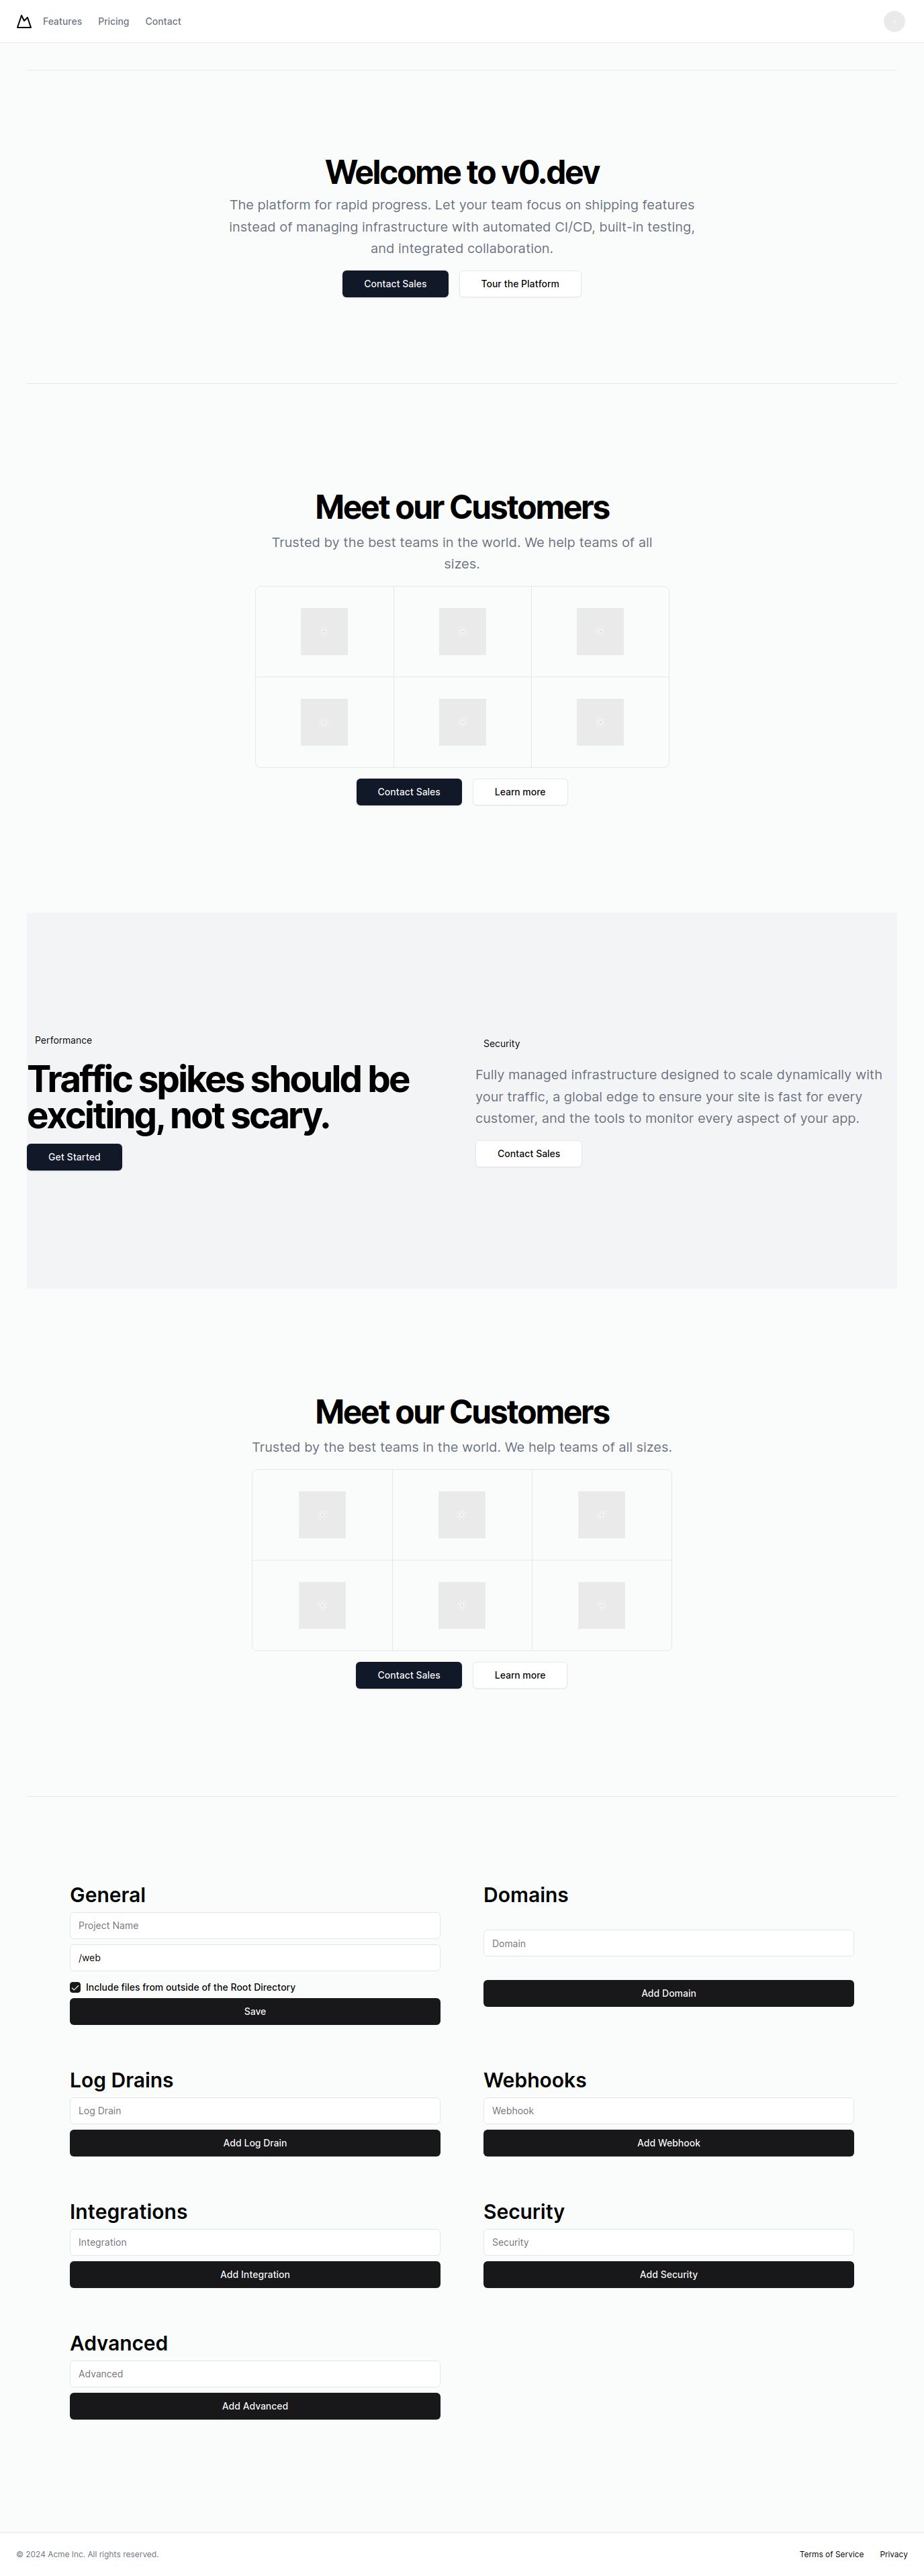 Features Pricing Contact
Welcome to v0.dev
The platform for rapid progress. Let your team focus on shipping features
instead of managing infrastructure with automated CI/CD, built-in testing,
and integrated collaboration.
Contact Sales Tour the Platform
Meet our Customers
Trusted by the best teams in the world. We help teams of all
sizes.
Contact Sales Learn more
Performance
Traffic spikes should be
exciting, not scary.
Get Started
Security
Fully managed infrastructure designed to scale dynamically with
your traffic, a global edge to ensure your site is fast for every
customer, and the tools to monitor every aspect of your app.
Contact Sales
Meet our Customers
Trusted by the best teams in the world. We help teams of all sizes.
Contact Sales Learn more
General
Project Name
/web
Include files from outside of the Root Directory
Save
Domains
Domain
Add Domain
Log Drains
Log Drain
Add Log Drain
Webhooks
Webhook
Add Webhook
Integrations
Integration
Add Integration
Security
Security
Add Security
Advanced
Advanced
Add Advanced
© 2024 Acme Inc. All rights reserved.
Terms of Service Privacy